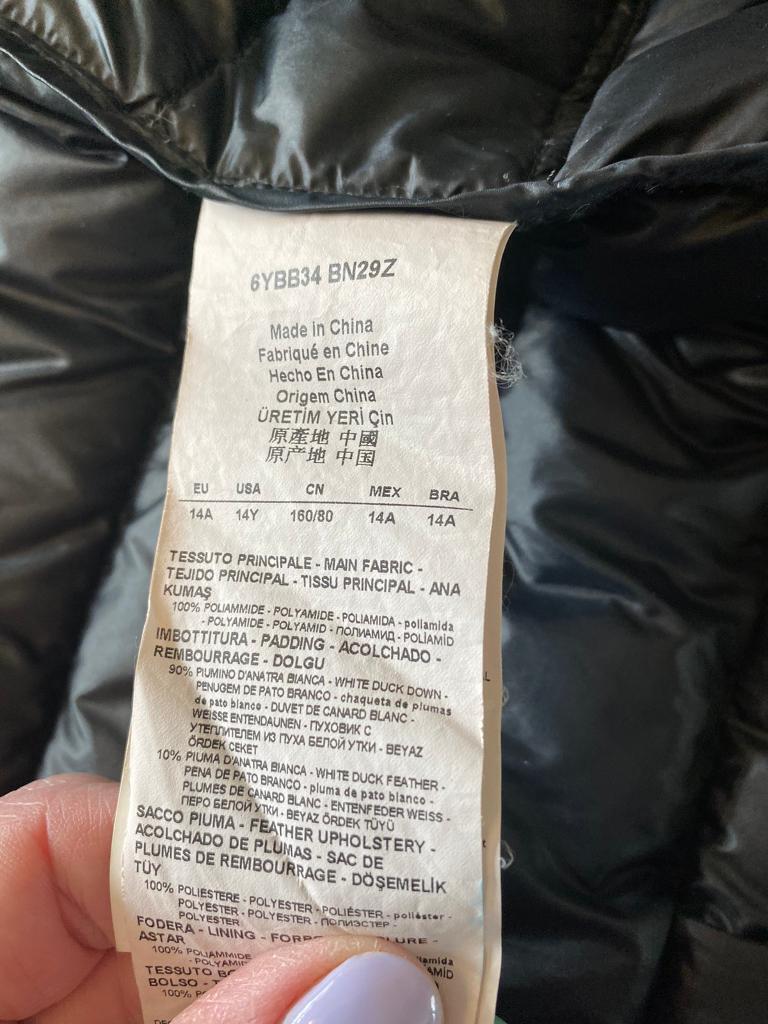 6YBB34 BN29Z
Made in China
Fabriqué en Chine
Hecho En China
Origem China
ÜRETİM YERİ Çin
原產地 中國
原产地 中国
EU USA CN MEX BRA
14A 14Y 160/80 14A 14A
TESSUTO PRINCIPALE - MAIN FABRIC -
TEJIDO PRINCIPAL - TISSU PRINCIPAL - ANA
KUMAŞ
100% POLIAMMIDE - POLYAMIDE - POLIAMIDA - poliamida
- POLYAMIDE - POLYAMID - ПОЛИАМИД - POLİAMİD
IMBOTTITURA - PADDING - ACOLCHADO -
REMBOURRAGE - DOLGU
90% PIUMINO D'ANATRA BIANCA - WHITE DUCK DOWN -
PENUGEM DE PATO BRANCO - chaqueta de plumas
de pato blanco - DUVET DE CANARD BLANC -
WEISSE ENTENDAUNEN - ПУХОВИК С
УТЕПЛИТЕЛЕМ ИЗ ПУХА БЕЛОЙ УТКИ - BEYAZ
ÖRDEK CEKET
10% PIUMA D'ANATRA BIANCA - WHITE DUCK FEATHER -
PENA DE PATO BRANCO - pluma de pato blanco -
PLUMES DE CANARD BLANC - ENTENFEDER WEISS -
ПЕРО БЕЛОЙ УТКИ - BEYAZ ÖRDEK TÜYÜ
SACCO PIUMA - FEATHER UPHOLSTERY -
ACOLCHADO DE PLUMAS - SAC DE
PLUMES DE REMBOURRAGE - DÖŞEMELİK
TÜY
100% POLIESTERE - POLYESTER - POLIÉSTER - poliéster -
POLYESTER - POLYESTER - ПОЛИЭСТЕР -
POLYESTER
FODERA - LINING -
ASTAR
100% POLIAMMIDE
TESSUTO
BOLSO -
100%